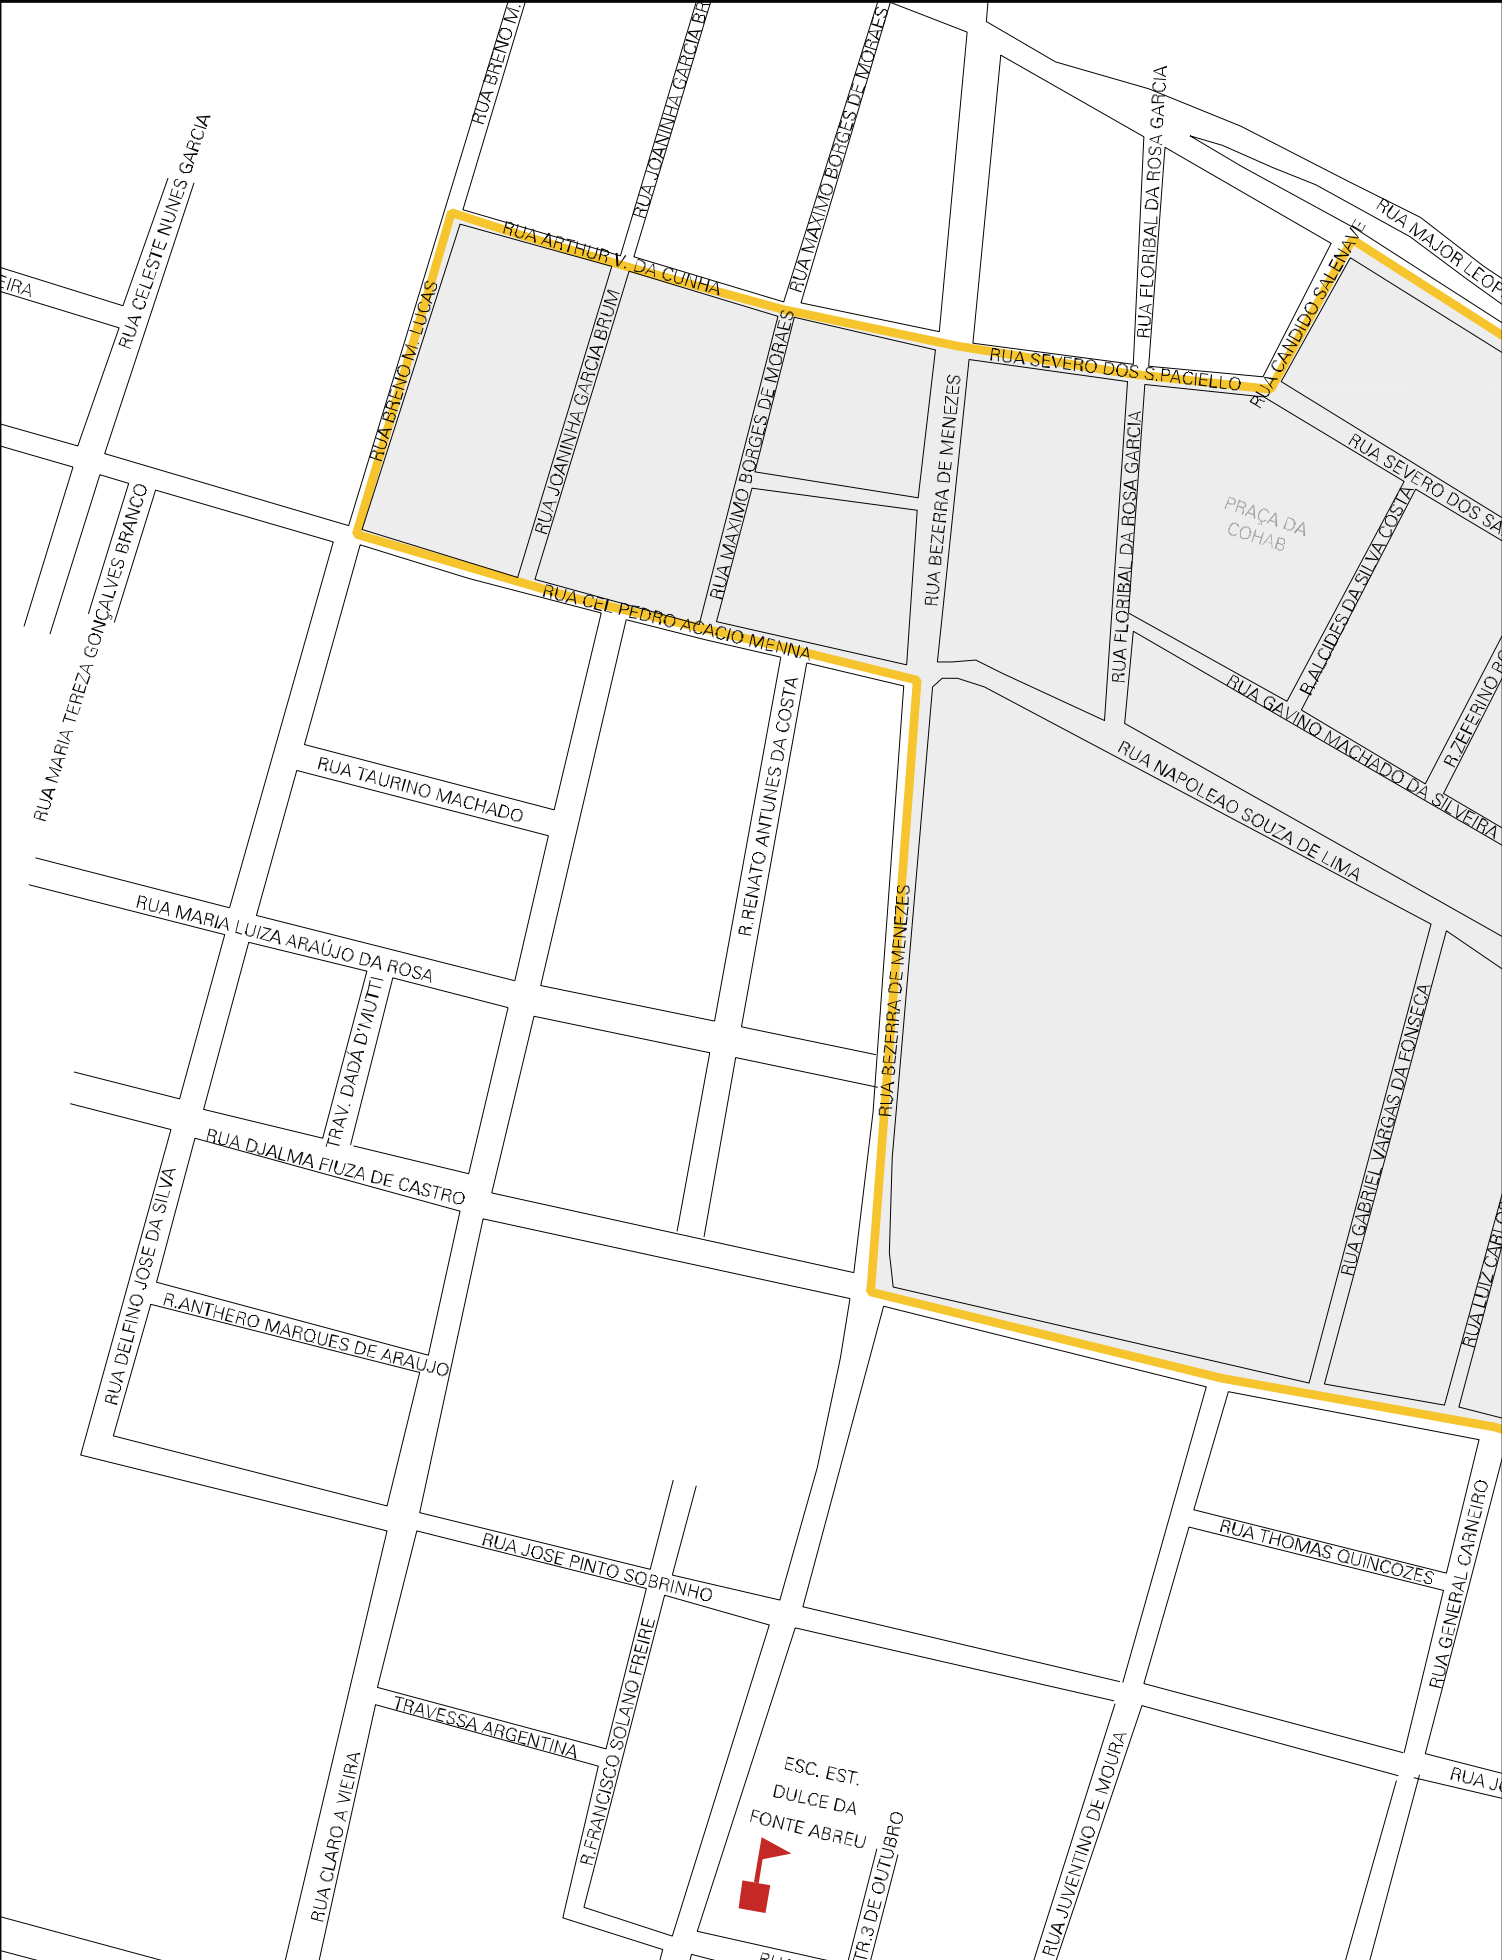 RUA BRENO M.
RUA JOANINHA GARCIA BR
RUA MAXIMO BORGES DE MORAES
RUA FLORIBAL DA ROSA GARCIA
RUA MAJOR LEOP
RUA CELESTE NUNES GARCIA
EIRA
RUA ARTHUR V. DA CUNHA
RUA CANDIDO SALENAVE
RUA BRENO M. LUCAS
RUA JOANINHA GARCIA BRUM
RUA MAXIMO BORGES DE MORAES
RUA SEVERO DOS S.PACIELLO
RUA BEZERRA DE MENEZES
RUA FLORIBAL DA ROSA GARCIA
RUA SEVERO DOS SA
PRAÇA DA
COHAB
R.ALCIDES DA SILVA COSTA
RUA MARIA TEREZA GONÇALVES BRANCO
RUA CEL PEDRO ACACIO MENNA
R.ZEFERINO RO
RUA GAVINO MACHADO DA SILVEIRA
RUA NAPOLEAO SOUZA DE LIMA
RUA TAURINO MACHADO
R.RENATO ANTUNES DA COSTA
RUA MARIA LUIZA ARAÚJO DA ROSA
RUA BEZERRA DE MENEZES
TRAV. DADÁ D'MUTTI
RUA GABRIEL VARGAS DA FONSECA
RUA DJALMA FIUZA DE CASTRO
RUA DELFINO JOSE DA SILVA
RUA LUIZ CARLOS
R.ANTHERO MARQUES DE ARAUJO
RUA THOMAS QUINCOZES
RUA GENERAL CARNEIRO
RUA JOSE PINTO SOBRINHO
R.FRANCISCO SOLANO FREIRE
TRAVESSA ARGENTINA
RUA CLARO A VIEIRA
ESC. EST.
DULCE DA
FONTE ABREU
TR.3 DE OUTUBRO
RUA JUVENTINO DE MOURA
RUA JO
RUA